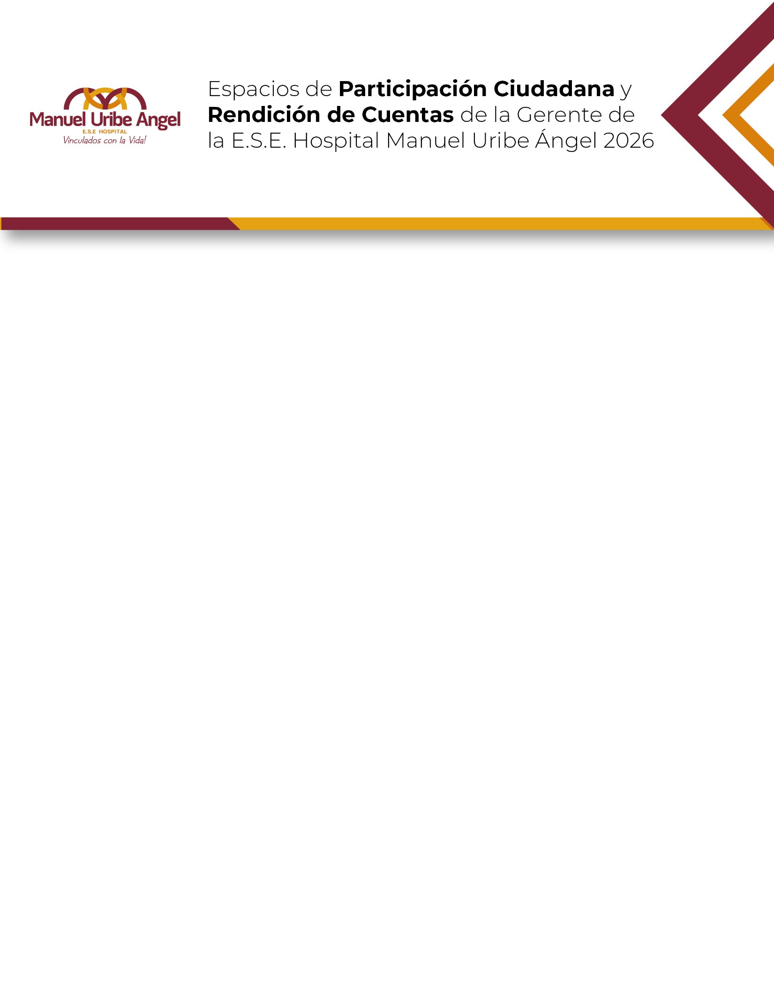 Manuel Uribe Angel
E.S.E HOSPITAL
Vinculados con la Vida!
Espacios de Participación Ciudadana y
Rendición de Cuentas de la Gerente de
la E.S.E. Hospital Manuel Uribe Ángel 2026